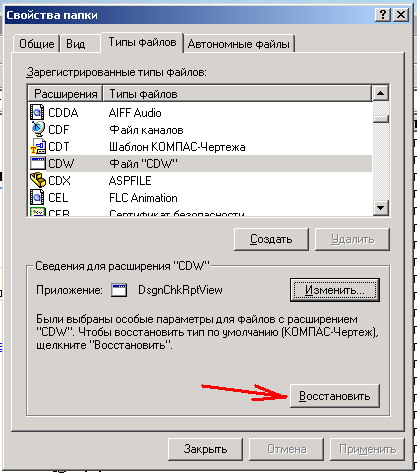 Свойства папки
Общие Вид Типы файлов Автономные файлы
Зарегистрированные типы файлов:
Расширения Типы файлов
CDDA AIFF Audio
CDF Файл каналов
CDT Шаблон КОМПАС-Чертежа
CDW Файл "CDW"
CDX ASPFILE
CEL FLC Animation
CER Сертификат безопасности
Создать Удалить
Сведения для расширения "CDW"
Приложение: DsgnChkRptView Изменить...
Были выбраны особые параметры для файлов с расширением
"CDW". Чтобы восстановить тип по умолчанию (КОМПАС-Чертеж),
щелкните "Восстановить".
Восстановить
Закрыть Отмена Применить